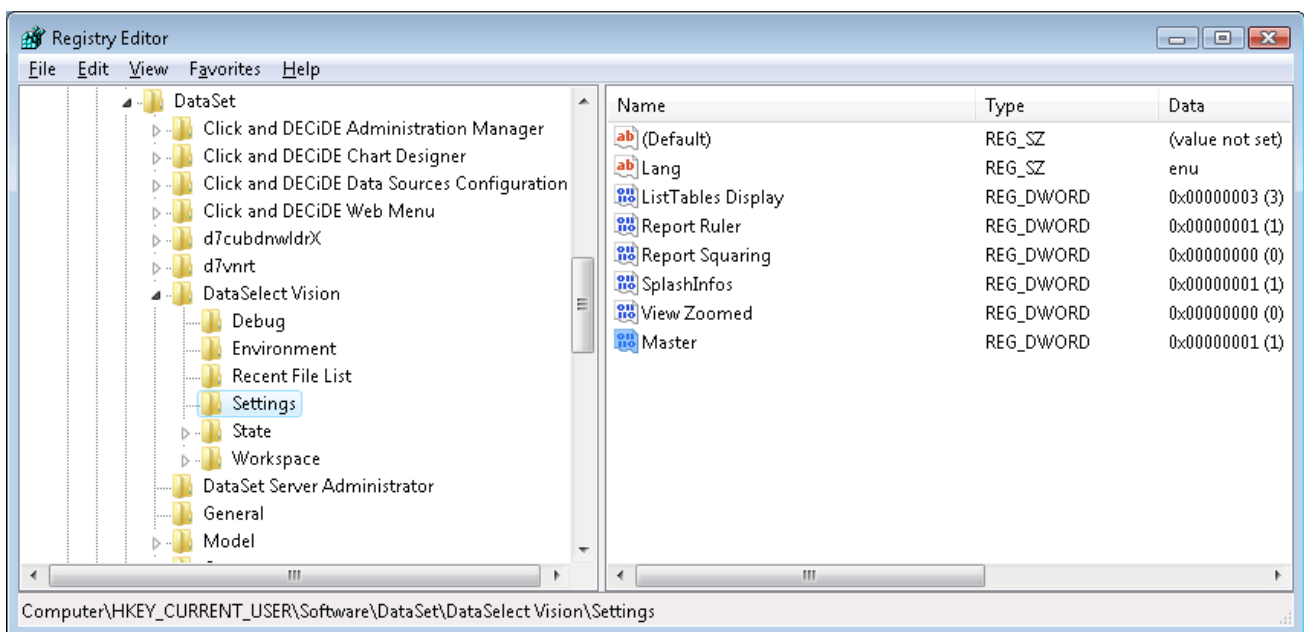 Registry Editor
File Edit View Favorites Help
DataSet
Click and DECiDE Administration Manager
Click and DECiDE Chart Designer
Click and DECiDE Data Sources Configuration
Click and DECiDE Web Menu
d7cubdnwldrX
d7vnrt
DataSelect Vision
Debug
Environment
Recent File List
Settings
State
Workspace
DataSet Server Administrator
General
Model
Name Type Data
(Default) REG_SZ (value not set)
Lang REG_SZ enu
ListTables Display REG_DWORD 0x00000003 (3)
Report Ruler REG_DWORD 0x00000001 (1)
Report Squaring REG_DWORD 0x00000000 (0)
SplashInfos REG_DWORD 0x00000001 (1)
View Zoomed REG_DWORD 0x00000000 (0)
Master REG_DWORD 0x00000001 (1)
Computer\HKEY_CURRENT_USER\Software\DataSet\DataSelect Vision\Settings